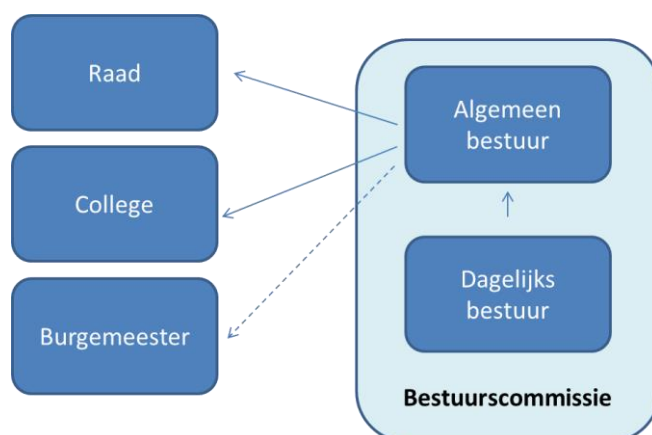 Raad
College
Burgemeester
Algemeen
bestuur
Dagelijks
bestuur
Bestuurscommissie